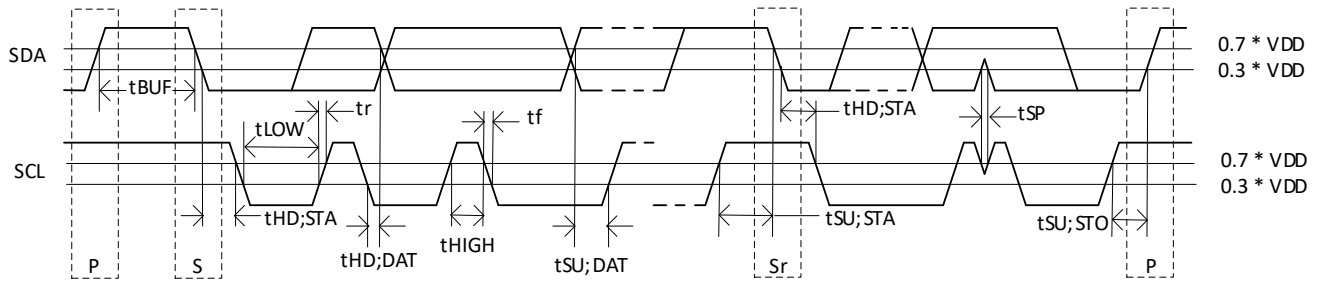 SDA
0.7 * VDD
0.3 * VDD
tBUF
tr
tf
tHD;STA
tSP
tLOW
SCL
0.7 * VDD
0.3 * VDD
tHD;STA
tHD;DAT
tHIGH
tSU;DAT
tSU;STA
tSU;STO
P
S
Sr
P